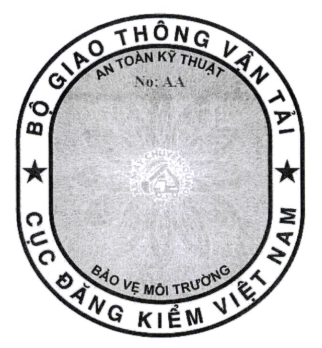 BỘ GIAO THÔNG VẬN TẢI
AN TOÀN KỸ THUẬT
No: AA
BẢO VỆ MÔI TRƯỜNG
CỤC ĐĂNG KIỂM VIỆT NAM